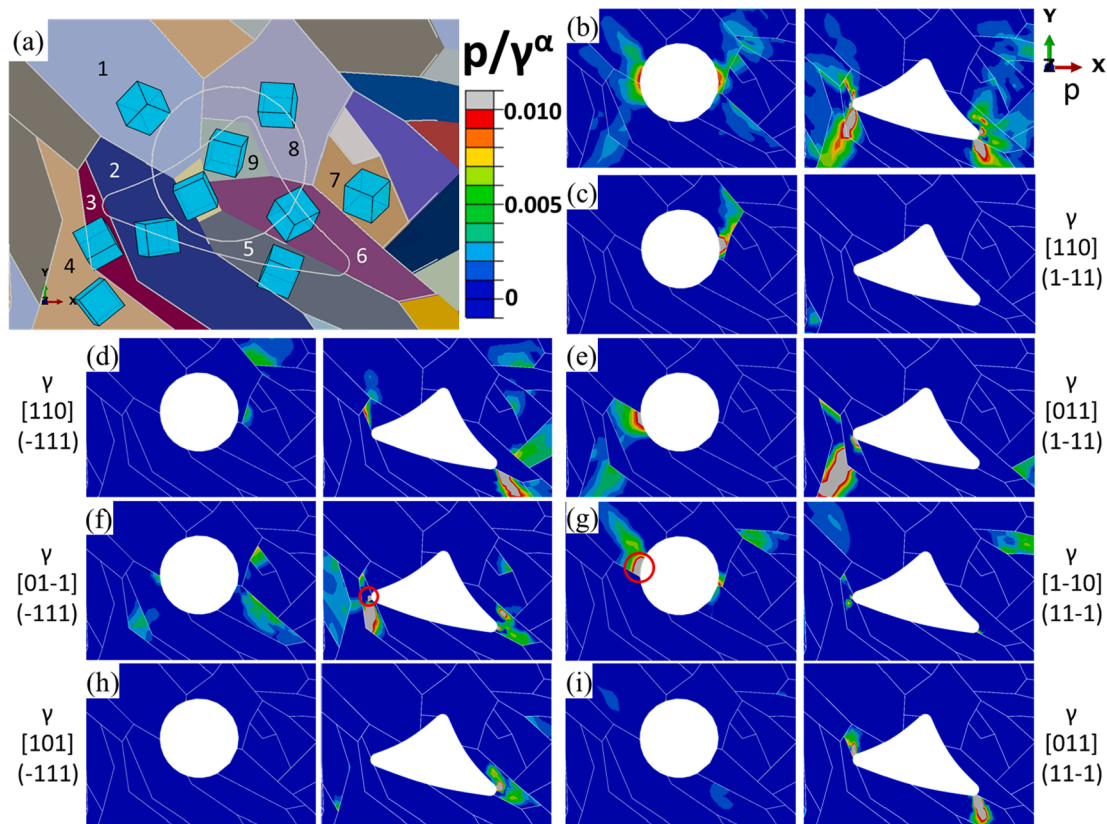 (a)
1
2
3
4
5
6
7
8
9
Y
Z
X
p/γ^α
0.010
0.005
0
(b)
Y
Z
X
p
(c)
γ
[110]
(1-11)
(d)
γ
[110]
(-111)
(e)
γ
[011]
(1-11)
(f)
γ
[01-1]
(-111)
(g)
γ
[1-10]
(11-1)
(h)
γ
[101]
(-111)
(i)
γ
[011]
(11-1)